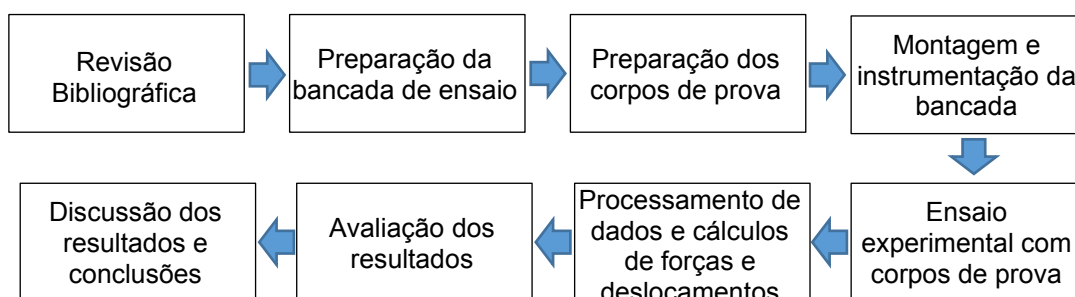 Revisão
Bibliográfica
Preparação da
bancada de ensaio
Preparação dos
corpos de prova
Montagem e
instrumentação da
bancada
Ensaio
experimental com
corpos de prova
Processamento de
dados e cálculos
de forças e
deslocamentos
Avaliação dos
resultados
Discussão dos
resultados e
conclusões